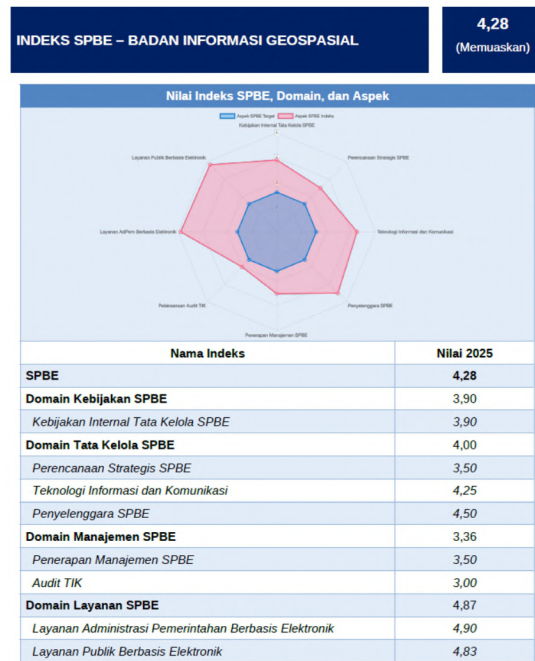 INDEKS SPBE – BADAN INFORMASI GEOSPASIAL
4,28
(Memuaskan)
Nilai Indeks SPBE, Domain, dan Aspek
Aspek SPBE Target
Aspek SPBE Indeks
Kebijakan Internal Tata Kelola SPBE
Layanan Publik Berbasis Elektronik
Perencanaan Strategis SPBE
Layanan AdPem Berbasis Elektronik
Teknologi Informasi dan Komunikasi
Pelaksanaan Audit TIK
Penyelenggara SPBE
Penerapan Manajemen SPBE
Nama Indeks Nilai 2025
SPBE 4,28
Domain Kebijakan SPBE 3,90
Kebijakan Internal Tata Kelola SPBE 3,90
Domain Tata Kelola SPBE 4,00
Perencanaan Strategis SPBE 3,50
Teknologi Informasi dan Komunikasi 4,25
Penyelenggara SPBE 4,50
Domain Manajemen SPBE 3,36
Penerapan Manajemen SPBE 3,50
Audit TIK 3,00
Domain Layanan SPBE 4,87
Layanan Administrasi Pemerintahan Berbasis Elektronik 4,90
Layanan Publik Berbasis Elektronik 4,83